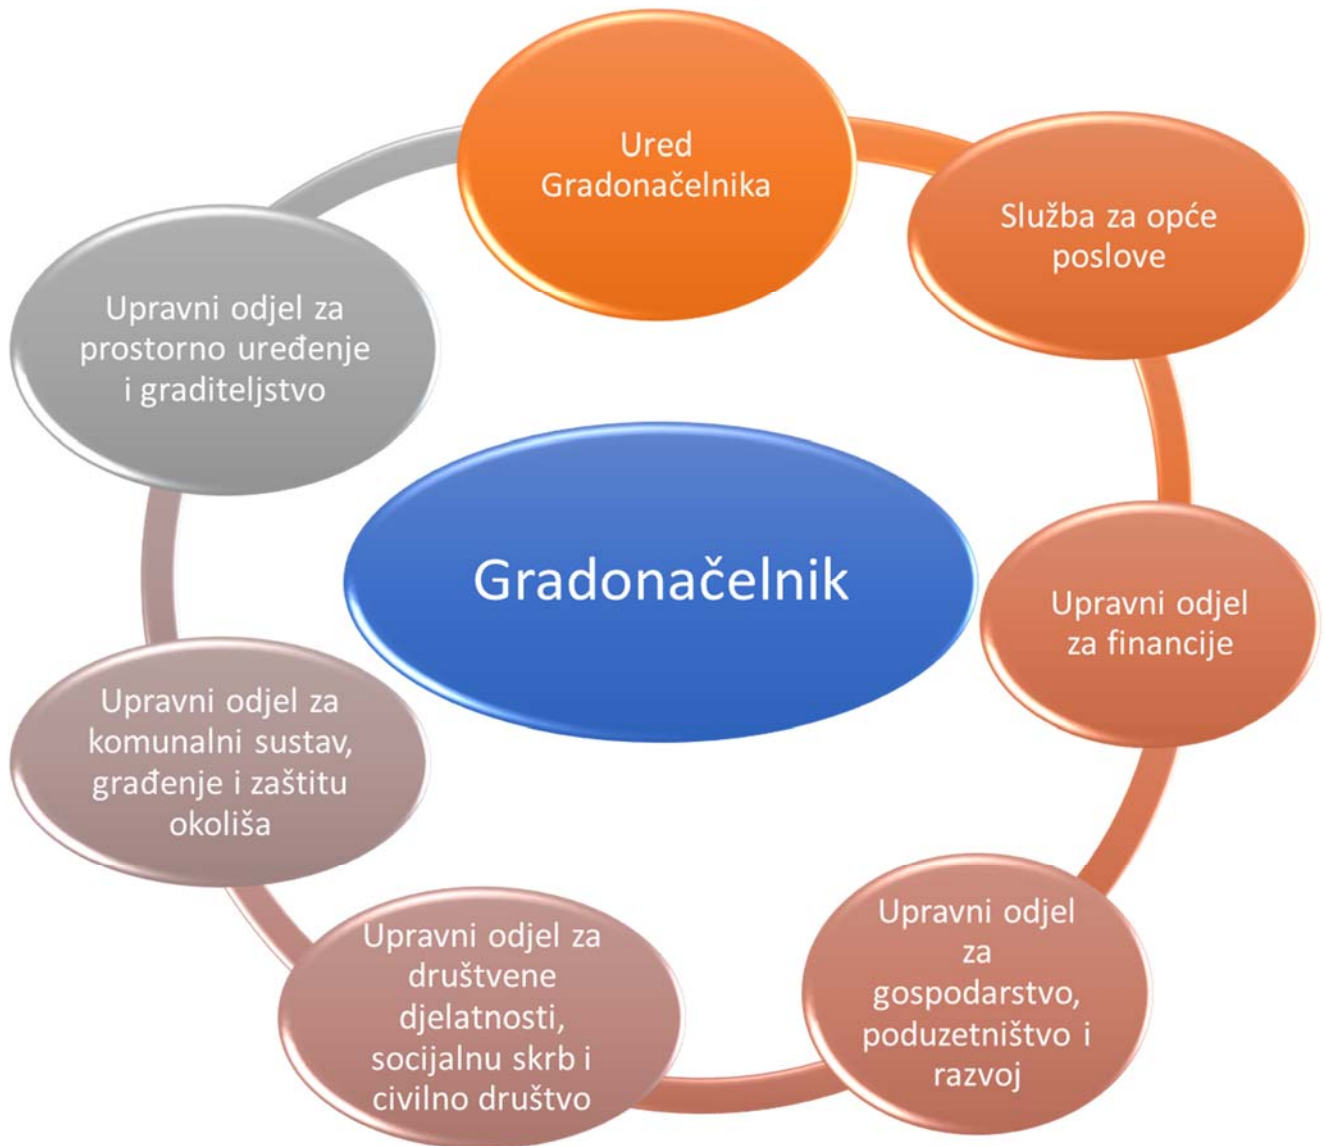 Ured
Gradonačelnika
Služba za opće
poslove
Upravni odjel za
prostorno uređenje
i graditeljstvo
Gradonačelnik
Upravni odjel
za financije
Upravni odjel za
komunalni sustav,
građenje i zaštitu
okoliša
Upravni odjel
za
gospodarstvo,
poduzetništvo i
razvoj
Upravni odjel za
društvene
djelatnosti,
socijalnu skrb i
civilno društvo